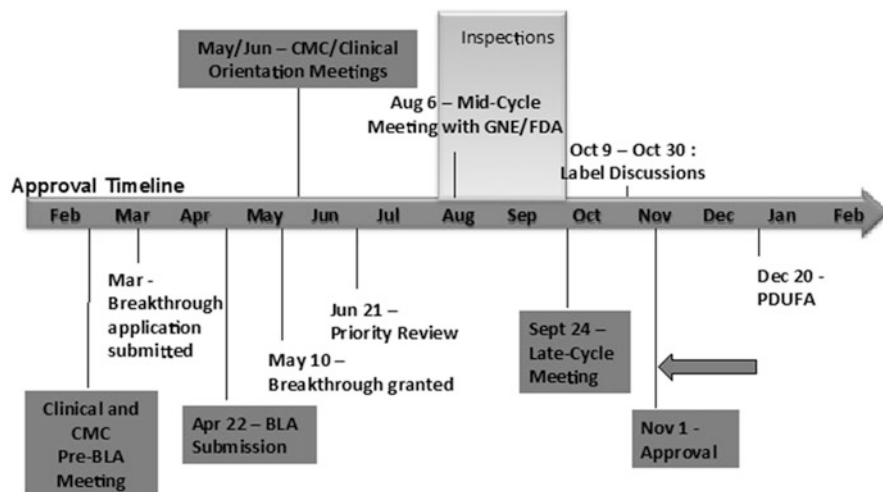 May/Jun – CMC/Clinical
Orientation Meetings
Inspections
Aug 6 – Mid-Cycle
Meeting with GNE/FDA
Oct 9 – Oct 30 :
Label Discussions
Approval Timeline
Feb Mar Apr May Jun Jul Aug Sep Oct Nov Dec Jan Feb
Mar -
Breakthrough
application
submitted
Jun 21 –
Priority Review
May 10 –
Breakthrough granted
Dec 20 -
PDUFA
Sept 24 –
Late-Cycle
Meeting
Clinical and
CMC
Pre-BLA
Meeting
Apr 22 – BLA
Submission
Nov 1 -
Approval